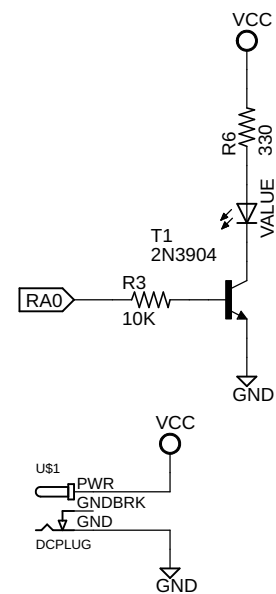 VCC
R6
330
VALUE
T1
2N3904
R3
RA0
10K
GND
VCC
U$1
PWR
GNDBRK
GND
DCPLUG
GND